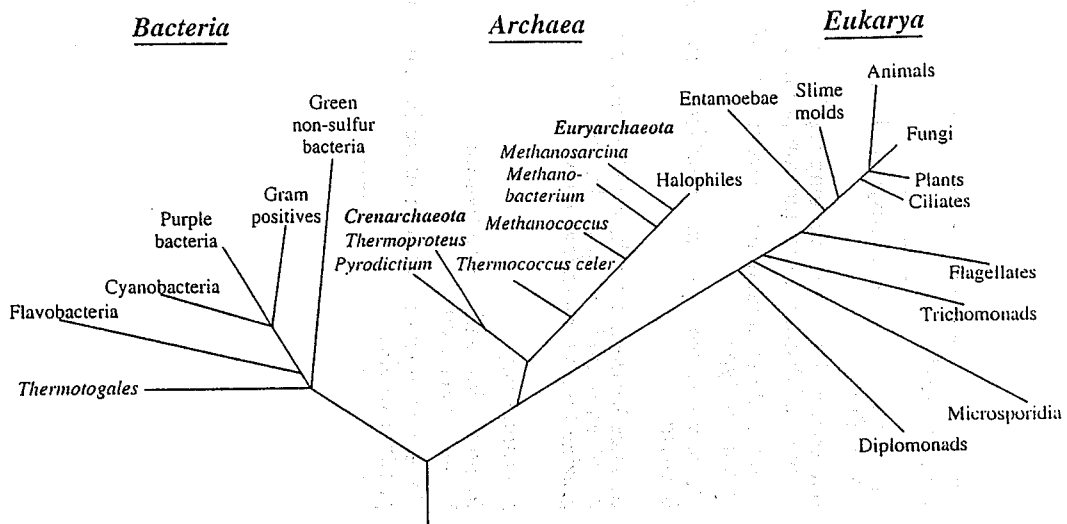 Bacteria
Archaea
Eukarya
Green
non-sulfur
bacteria
Gram
positives
Purple
bacteria
Cyanobacteria
Flavobacteria
Thermotogales
Crenarchaeota
Thermoproteus
Pyrodictium
Euryarchaeota
Methanosarcina
Methano-
bacterium
Halophiles
Methanococcus
Thermococcus celer
Entamoebae
Slime
molds
Animals
Fungi
Plants
Ciliates
Flagellates
Trichomonads
Microsporidia
Diplomonads